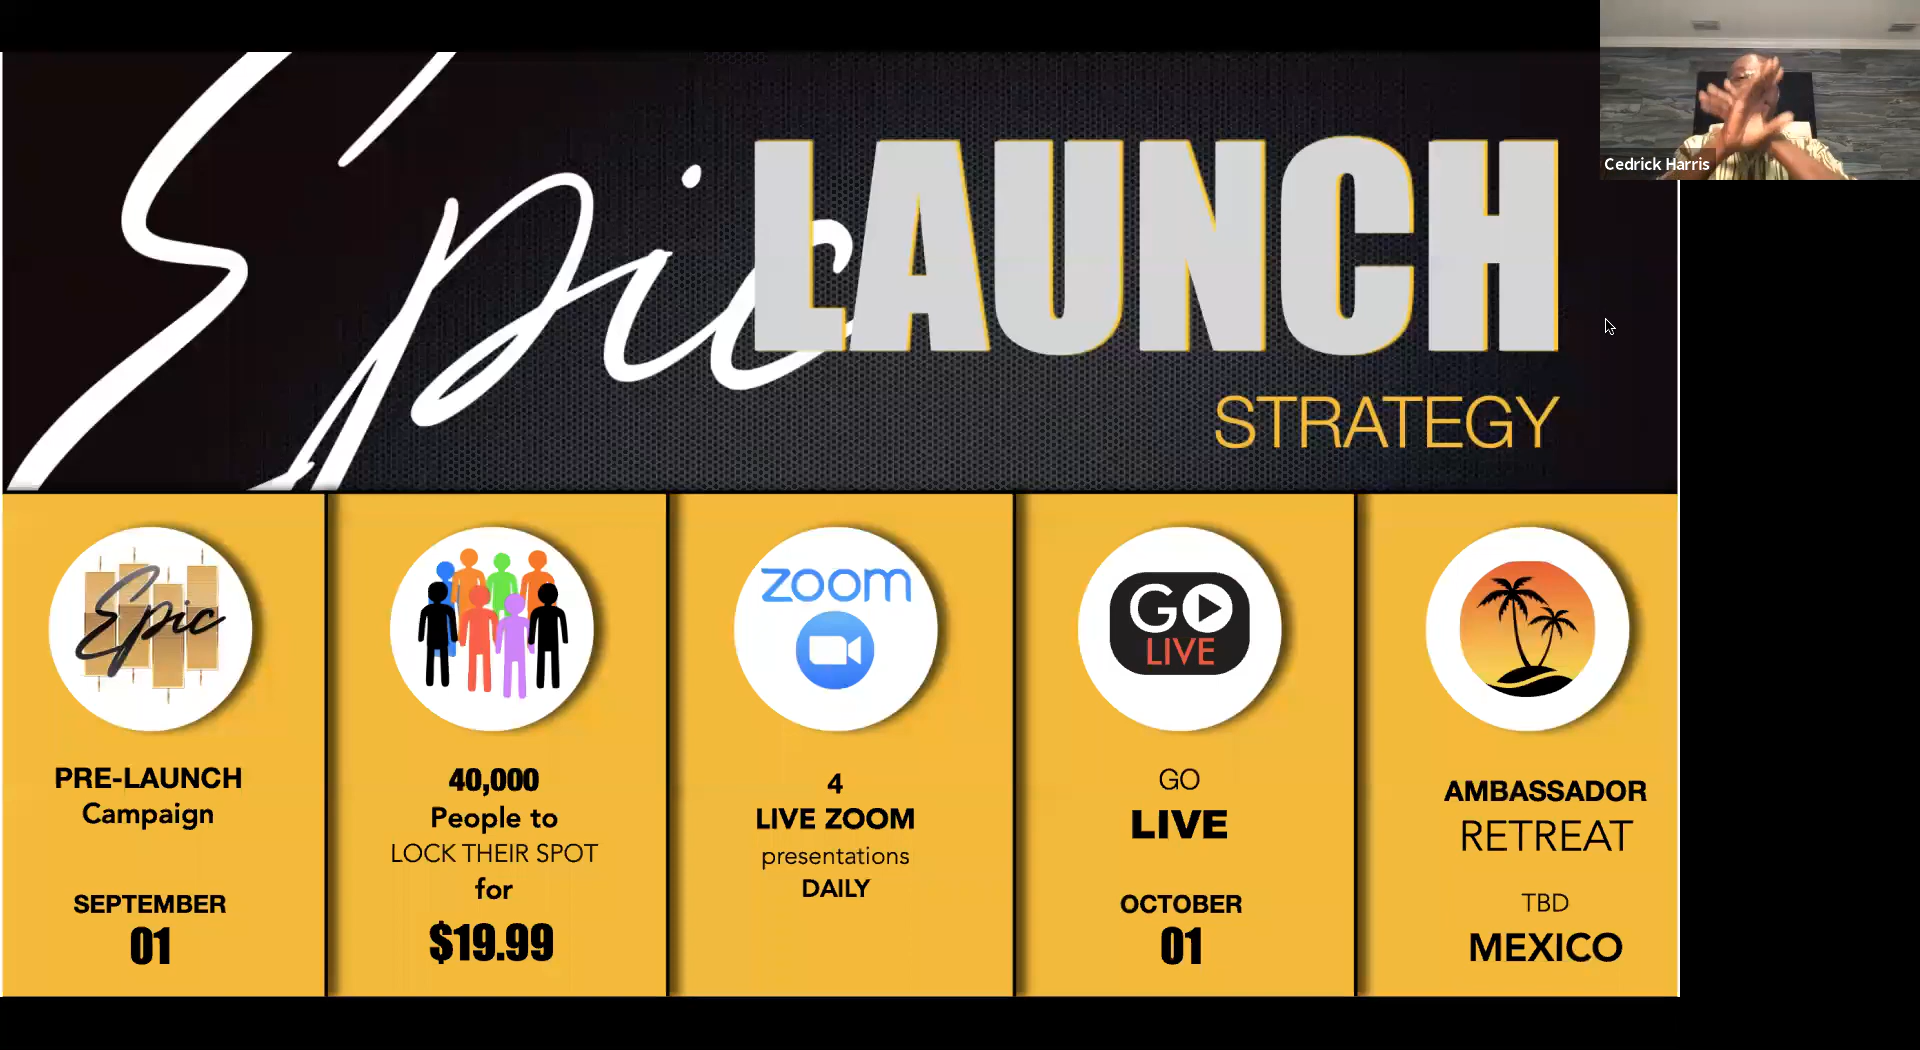 Epic LAUNCH
STRATEGY
Cedrick Harris
Epic
PRE-LAUNCH
Campaign
SEPTEMBER
01
40,000
People to
LOCK THEIR SPOT
for
$19.99
zoom
4
LIVE ZOOM
presentations
DAILY
GO
LIVE
GO
LIVE
OCTOBER
01
AMBASSADOR
RETREAT
TBD
MEXICO